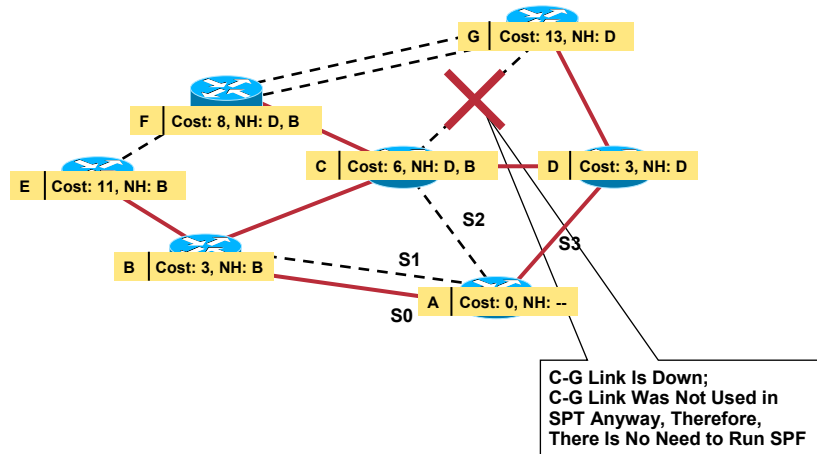 G Cost: 13, NH: D
F Cost: 8, NH: D, B
C Cost: 6, NH: D, B
D Cost: 3, NH: D
E Cost: 11, NH: B
S2
S3
B Cost: 3, NH: B
S1
A Cost: 0, NH: --
S0
C-G Link Is Down;
C-G Link Was Not Used in
SPT Anyway, Therefore,
There Is No Need to Run SPF